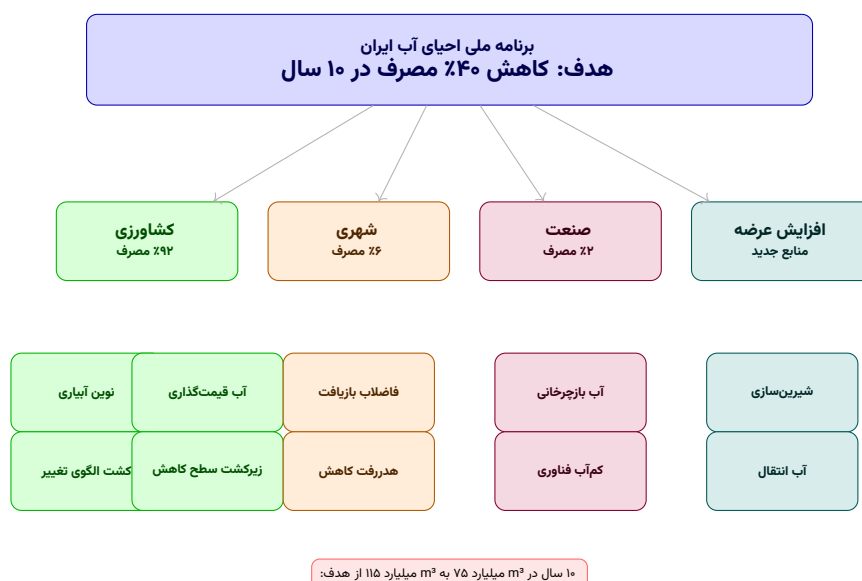 برنامه ملی احیای آب ایران
هدف: کاهش ۴۰٪ مصرف در ۱۰ سال
افزایش عرضه
منابع جدید
صنعت
۲٪ مصرف
شهری
۶٪ مصرف
کشاورزی
۹۲٪ مصرف
شیرین‌سازی
آب بازچرخانی
فاضلاب بازیافت
آب قیمت‌گذاری
نوین آبیاری
آب انتقال
کم‌آب فناوری
هدررفت کاهش
زیرکشت سطح کاهش
کشت الگوی تغییر
۱۰ سال در m³ میلیارد ۷۵ به m³ میلیارد ۱۱۵ از هدف: